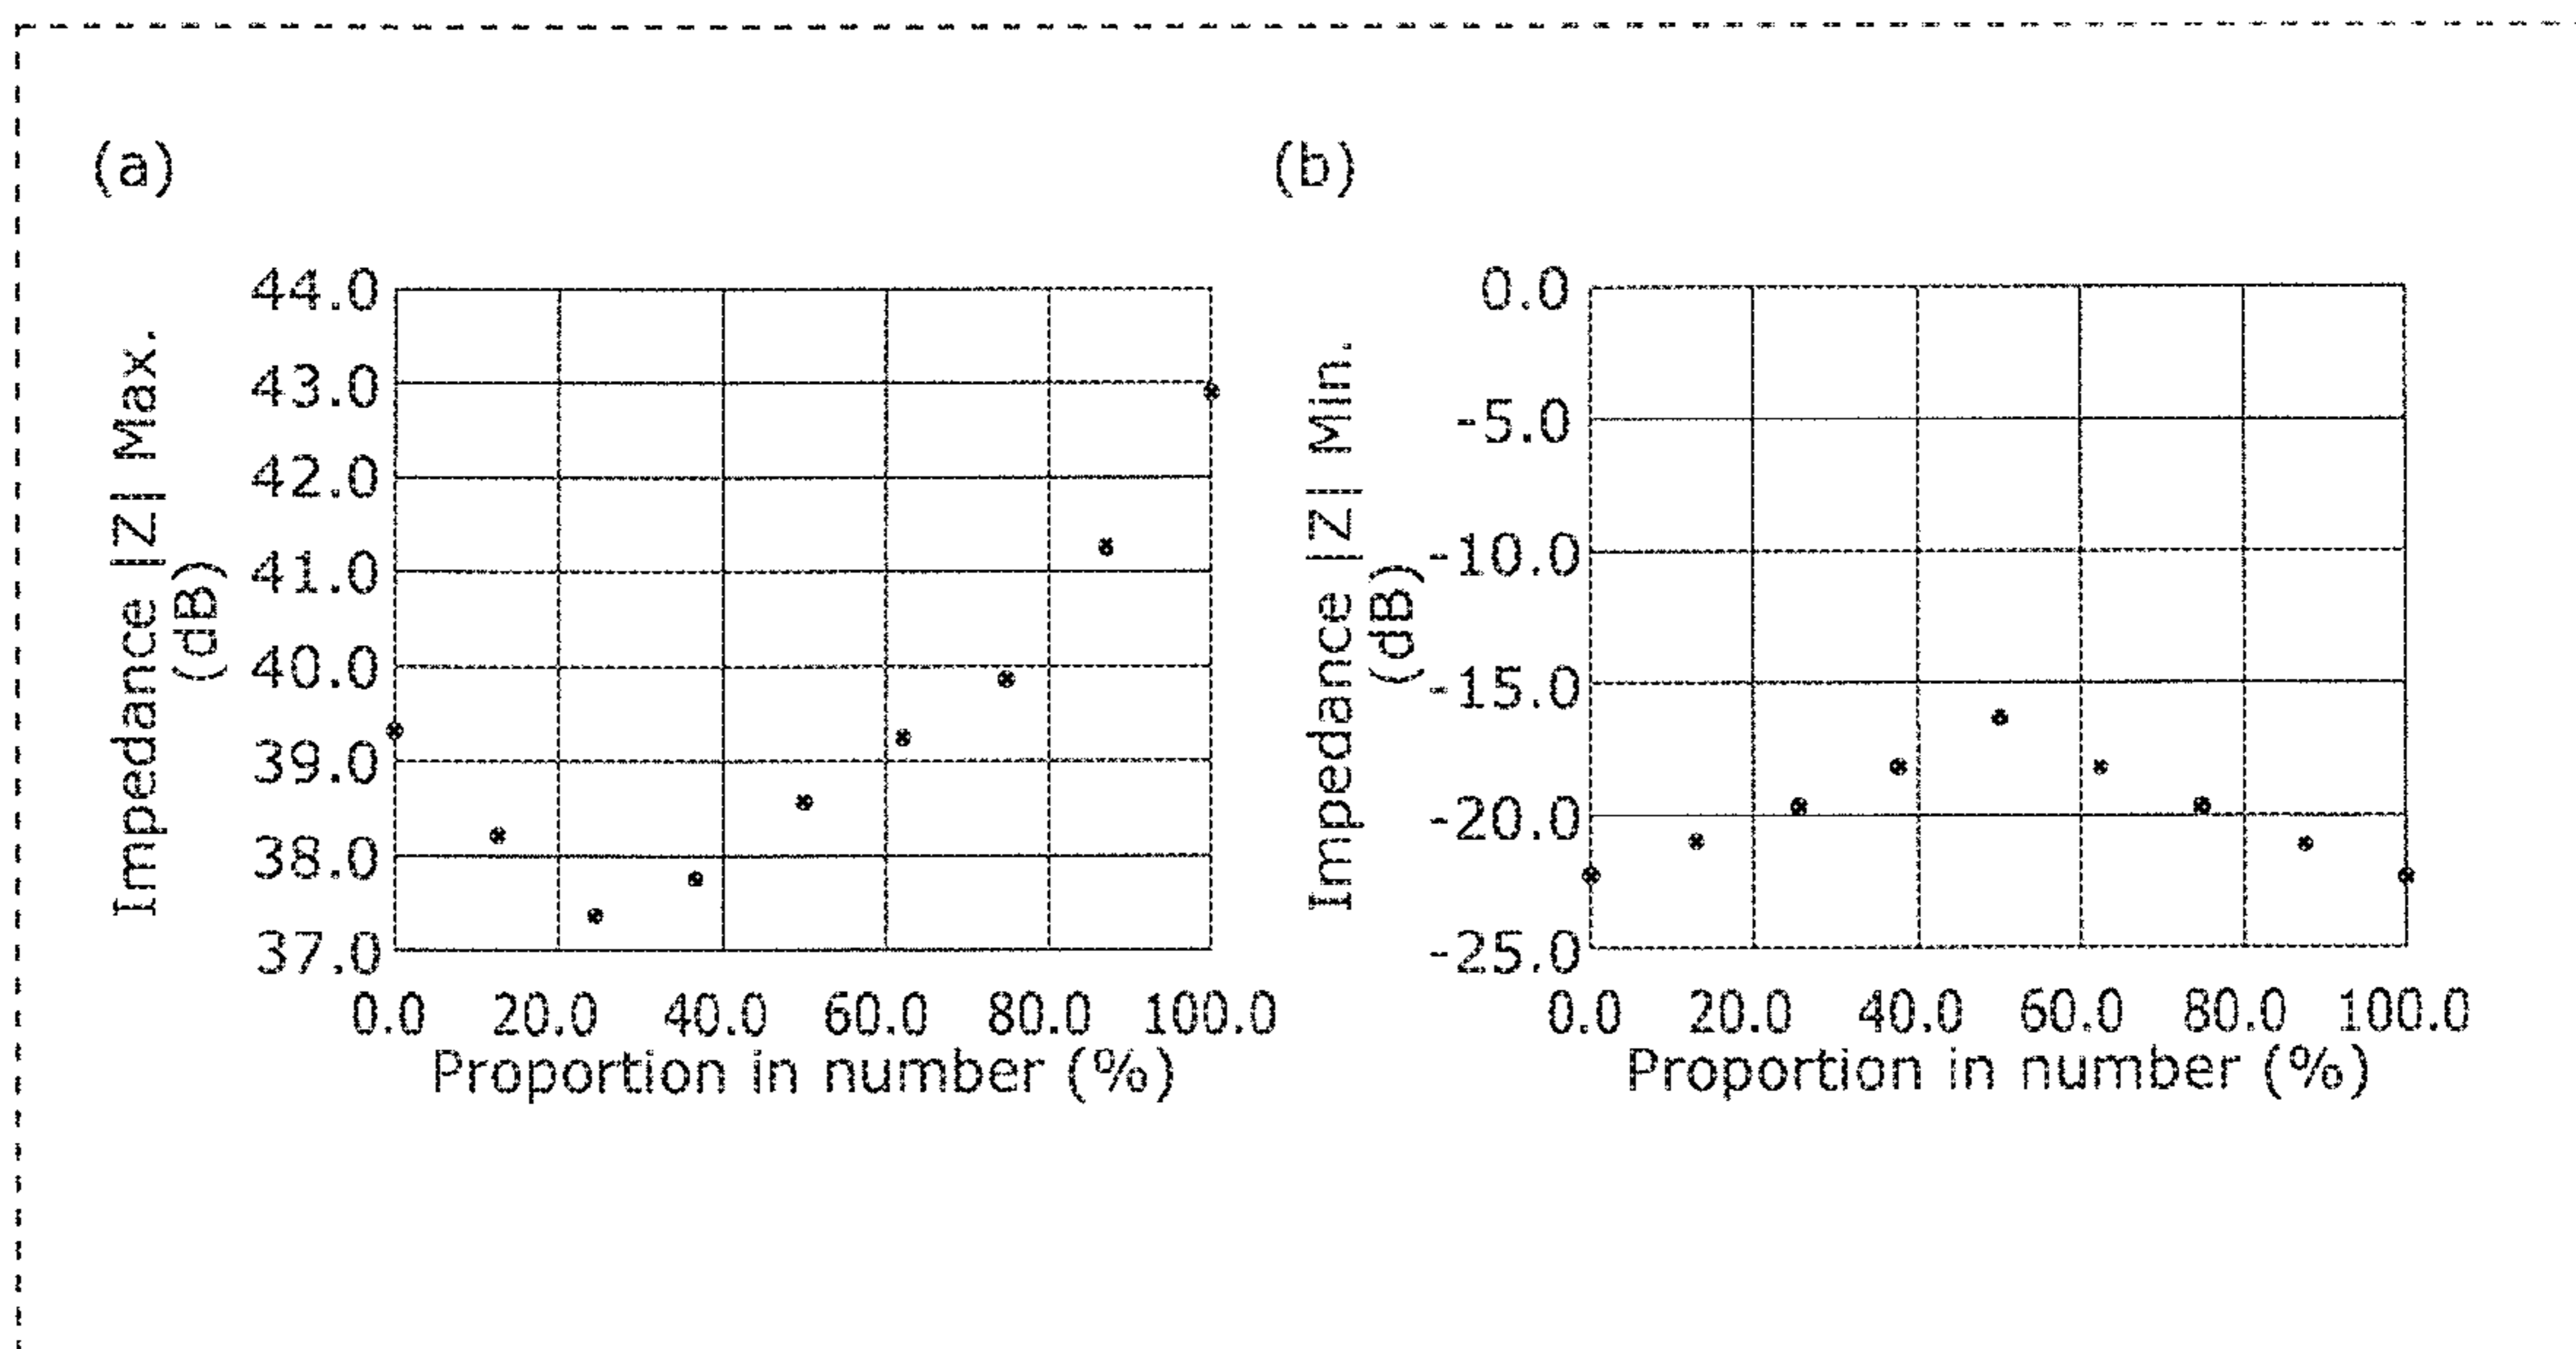 (a)
Impedance |Z| Max.
(dB)
44.0
43.0
42.0
41.0
40.0
39.0
38.0
37.0
0.0 20.0 40.0 60.0 80.0 100.0
Proportion in number (%)
(b)
Impedance |Z| Min.
(dB)
0.0
-5.0
-10.0
-15.0
-20.0
-25.0
0.0 20.0 40.0 60.0 80.0 100.0
Proportion in number (%)